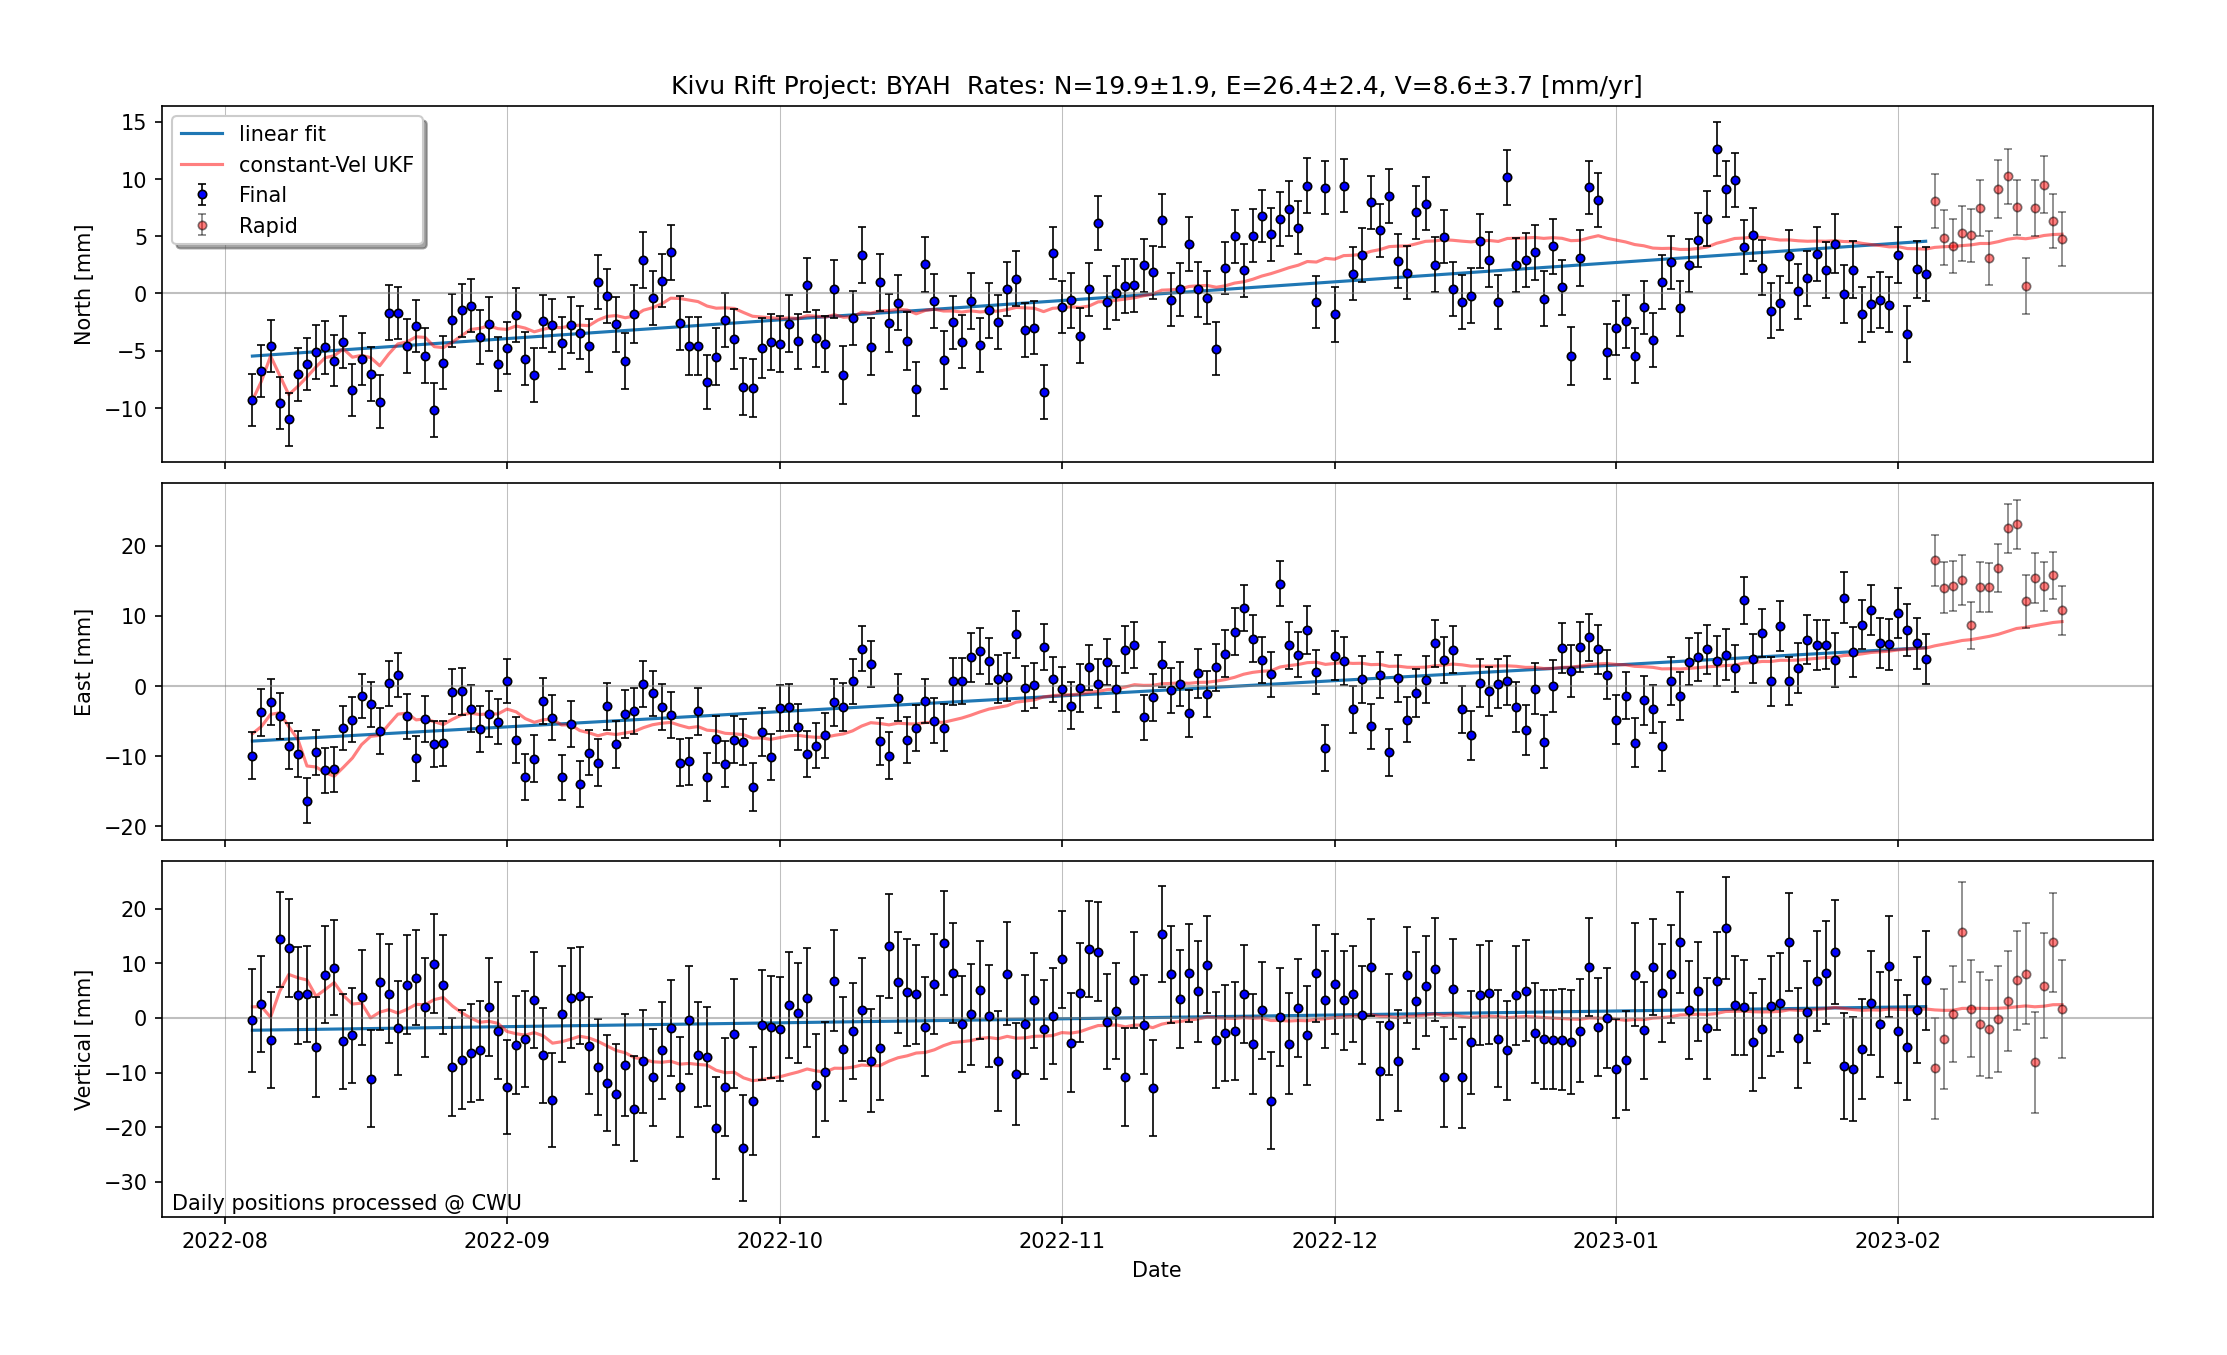 Kivu Rift Project: BYAH  Rates: N=19.9±1.9, E=26.4±2.4, V=8.6±3.7 [mm/yr]
linear fit
constant-Vel UKF
Final
Rapid
North [mm]
15
10
5
0
−5
−10
East [mm]
20
10
0
−10
−20
Vertical [mm]
20
10
0
−10
−20
−30
Daily positions processed @ CWU
2022-08 2022-09 2022-10 2022-11 2022-12 2023-01 2023-02
Date